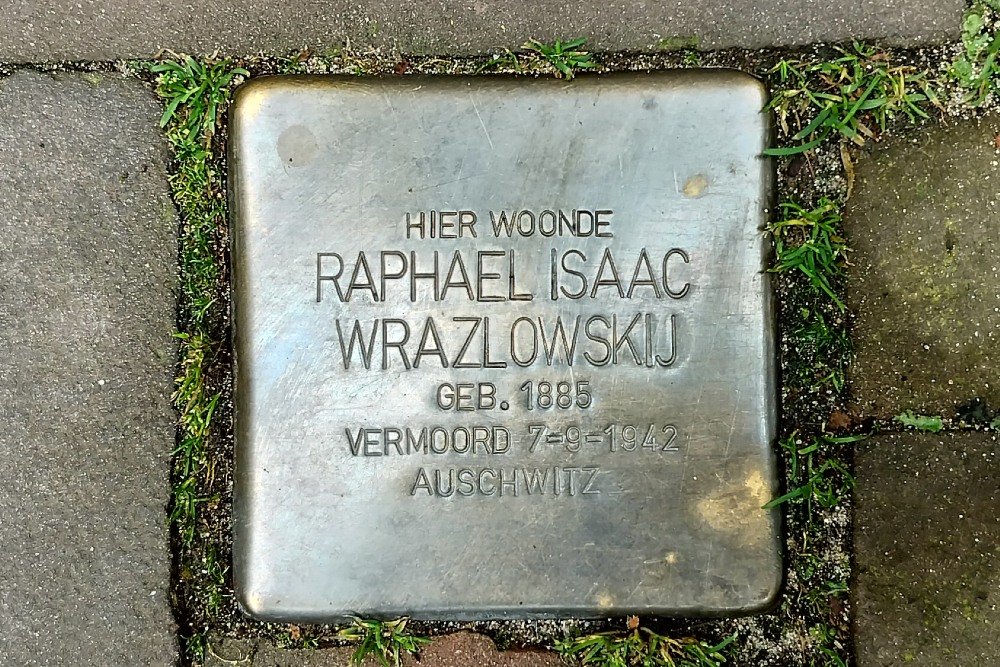 HIER WOONDE
RAPHAEL ISAAC
WRAZLOWSKIJ
GEB. 1885
VERMOORD 7-9-1942
AUSCHWITZ